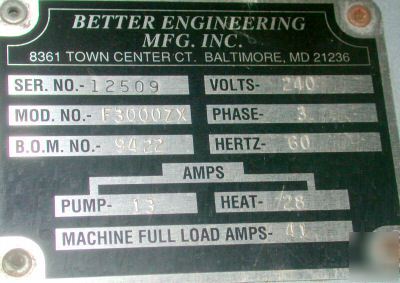 BETTER ENGINEERING
MFG. INC.
8361 TOWN CENTER CT. BALTIMORE, MD 21236
SER. NO.- 12509 VOLTS- 240
MOD. NO.- F3000ZX PHASE- 3
B.O.M. NO.- 9422 HERTZ- 60
AMPS
PUMP- 13 HEAT- 28
MACHINE FULL LOAD AMPS- 41